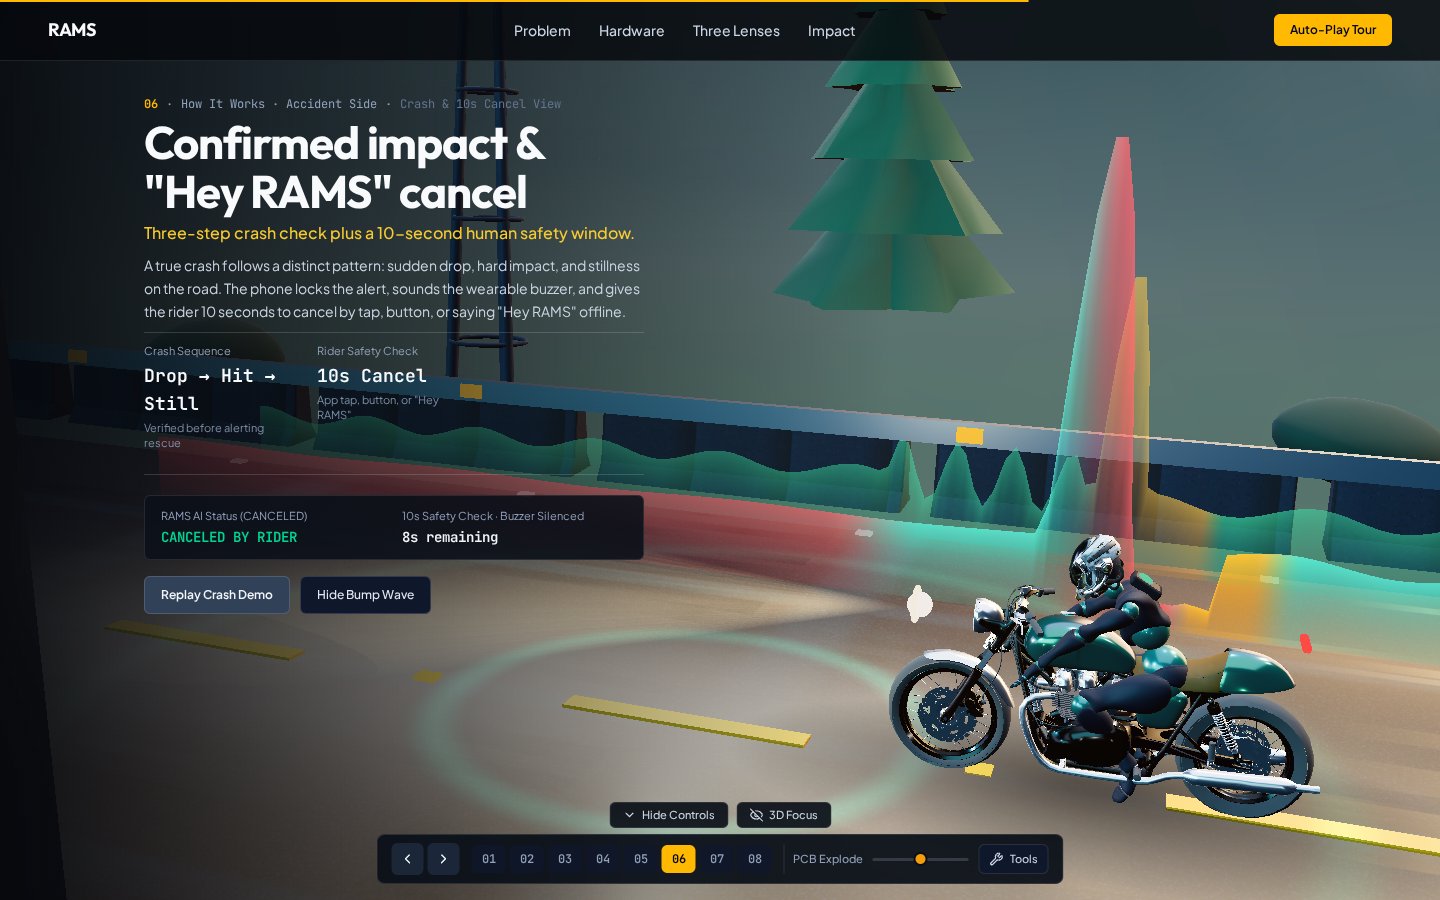 RAMS
Problem
Hardware
Three Lenses
Impact
Auto-Play Tour
06 · How It Works · Accident Side · Crash & 10s Cancel View
Confirmed impact &
"Hey RAMS" cancel
Three-step crash check plus a 10-second human safety window.
A true crash follows a distinct pattern: sudden drop, hard impact, and stillness
on the road. The phone locks the alert, sounds the wearable buzzer, and gives
the rider 10 seconds to cancel by tap, button, or saying "Hey RAMS" offline.
Crash Sequence
Drop → Hit →
Still
Verified before alerting
rescue
Rider Safety Check
10s Cancel
App tap, button, or "Hey
RAMS"
RAMS AI Status (CANCELED)
CANCELED BY RIDER
10s Safety Check · Buzzer Silenced
8s remaining
Replay Crash Demo
Hide Bump Wave
Hide Controls
3D Focus
01 02 03 04 05 06 07 08
PCB Explode
Tools